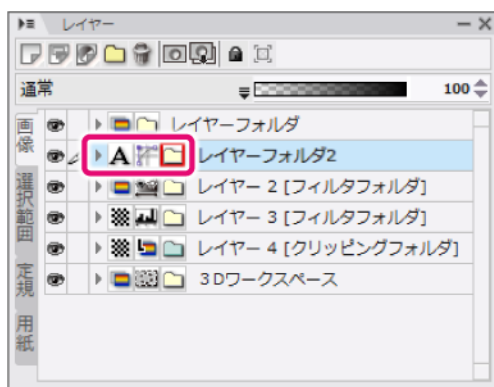 レイヤー
通常
100
画像
選択範囲
定規
用紙
レイヤーフォルダ
A
レイヤーフォルダ2
レイヤー 2 [フィルタフォルダ]
レイヤー 3 [フィルタフォルダ]
レイヤー 4 [クリッピングフォルダ]
3Dワークスペース